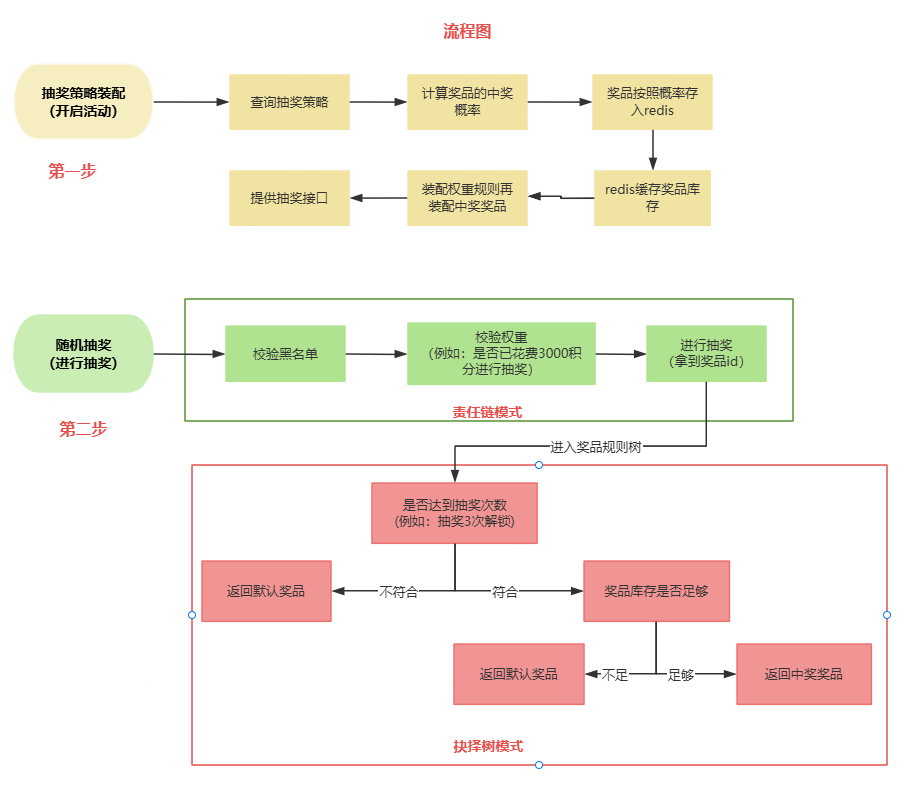 流程图
抽奖策略装配
（开启活动）
查询抽奖策略
计算奖品的中奖
概率
奖品按照概率存
入redis
第一步
提供抽奖接口
装配权重规则再
装配中奖奖品
redis缓存奖品库
存
随机抽奖
（进行抽奖）
校验黑名单
校验权重
（例如：是否已花费3000积
分进行抽奖）
进行抽奖
（拿到奖品id）
责任链模式
第二步
进入奖品规则树
是否达到抽奖次数
(例如：抽奖3次解锁)
返回默认奖品
不符合
符合
奖品库存是否足够
返回默认奖品
不足
足够
返回中奖奖品
抉择树模式